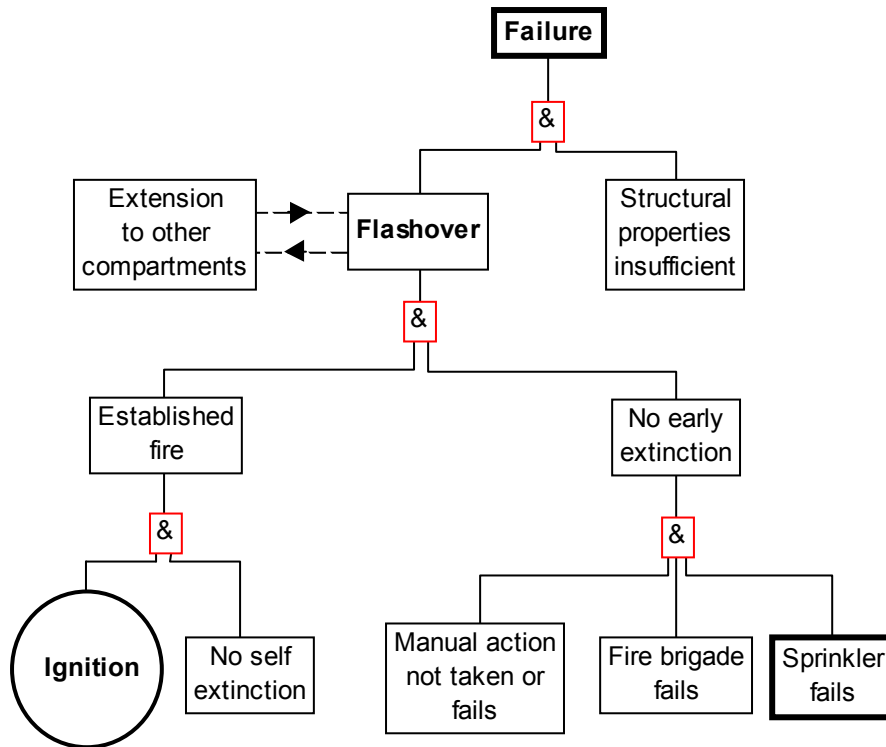 Failure
&
Extension
to other
compartments
Flashover
Structural
properties
insufficient
&
Established
fire
No early
extinction
&
&
Ignition
No self
extinction
Manual action
not taken or
fails
Fire brigade
fails
Sprinkler
fails